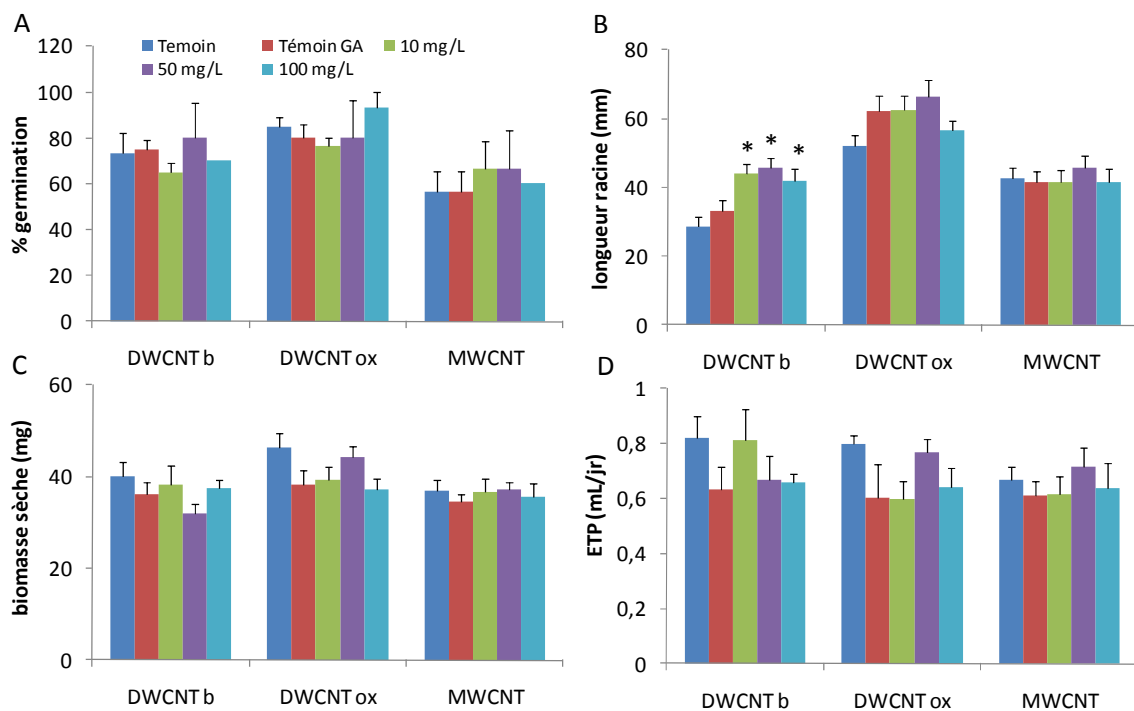 A
Temoin Témoin GA 10 mg/L
50 mg/L 100 mg/L
% germination
120
100
80
60
40
20
0
DWCNT b DWCNT ox MWCNT
B
longueur racine (mm)
80
60
40
20
0
* * *
DWCNT b DWCNT ox MWCNT
C
biomasse sèche (mg)
60
40
20
0
DWCNT b DWCNT ox MWCNT
D
ETP (mL/jr)
1
0,8
0,6
0,4
0,2
0
DWCNT b DWCNT ox MWCNT